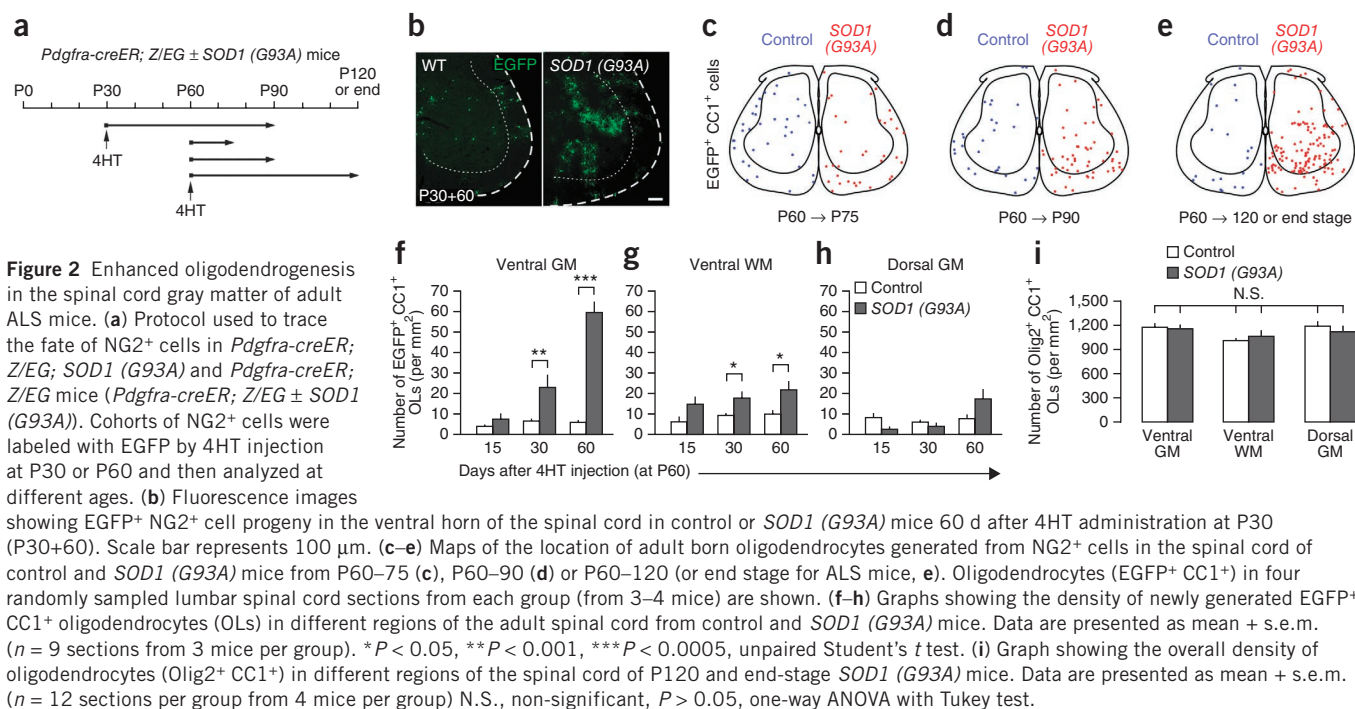 a
Pdgfra-creER; Z/EG ± SOD1 (G93A) mice
P0 P30 P60 P90 P120 or end
4HT
4HT
b
WT EGFP SOD1 (G93A)
P30+60
c
Control SOD1 (G93A)
EGFP+ CC1+ cells
P60 → P75
d
Control SOD1 (G93A)
P60 → P90
e
Control SOD1 (G93A)
P60 → 120 or end stage
f
Ventral GM
Number of EGFP+ CC1+ OLs (per mm²)
70
60
50
40
30
20
10
0
**
***
15 30 60
g
Ventral WM
70
60
50
40
30
20
10
0
*
*
15 30 60
h
Dorsal GM
Control
SOD1 (G93A)
70
60
50
40
30
20
10
0
15 30 60
Days after 4HT injection (at P60)
i
Control
SOD1 (G93A)
N.S.
Number of Olig2+ CC1+ OLs (per mm²)
1,500
1,200
900
600
300
0
Ventral GM Ventral WM Dorsal GM
Figure 2 Enhanced oligodendrogenesis
in the spinal cord gray matter of adult
ALS mice. (a) Protocol used to trace
the fate of NG2+ cells in Pdgfra-creER;
Z/EG; SOD1 (G93A) and Pdgfra-creER;
Z/EG mice (Pdgfra-creER; Z/EG ± SOD1
(G93A)). Cohorts of NG2+ cells were
labeled with EGFP by 4HT injection
at P30 or P60 and then analyzed at
different ages. (b) Fluorescence images
showing EGFP+ NG2+ cell progeny in the ventral horn of the spinal cord in control or SOD1 (G93A) mice 60 d after 4HT administration at P30
(P30+60). Scale bar represents 100 μm. (c–e) Maps of the location of adult born oligodendrocytes generated from NG2+ cells in the spinal cord of
control and SOD1 (G93A) mice from P60–75 (c), P60–90 (d) or P60–120 (or end stage for ALS mice, e). Oligodendrocytes (EGFP+ CC1+) in four
randomly sampled lumbar spinal cord sections from each group (from 3–4 mice) are shown. (f–h) Graphs showing the density of newly generated EGFP+
CC1+ oligodendrocytes (OLs) in different regions of the adult spinal cord from control and SOD1 (G93A) mice. Data are presented as mean + s.e.m.
(n = 9 sections from 3 mice per group). *P < 0.05, **P < 0.001, ***P < 0.0005, unpaired Student's t test. (i) Graph showing the overall density of
oligodendrocytes (Olig2+ CC1+) in different regions of the spinal cord of P120 and end-stage SOD1 (G93A) mice. Data are presented as mean + s.e.m.
(n = 12 sections per group from 4 mice per group) N.S., non-significant, P > 0.05, one-way ANOVA with Tukey test.